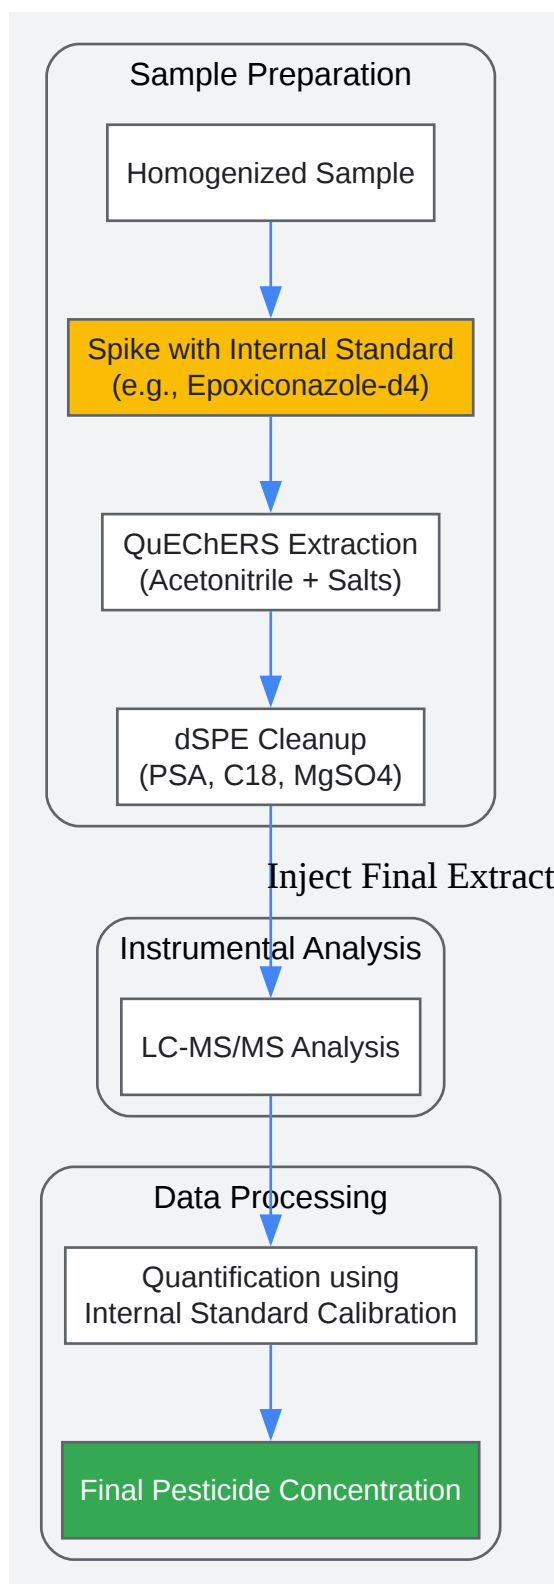 Sample Preparation
Homogenized Sample
Spike with Internal Standard
(e.g., Epoxiconazole-d4)
QuEChERS Extraction
(Acetonitrile + Salts)
dSPE Cleanup
(PSA, C18, MgSO4)
Inject Final Extract
Instrumental Analysis
LC-MS/MS Analysis
Data Processing
Quantification using
Internal Standard Calibration
Final Pesticide Concentration